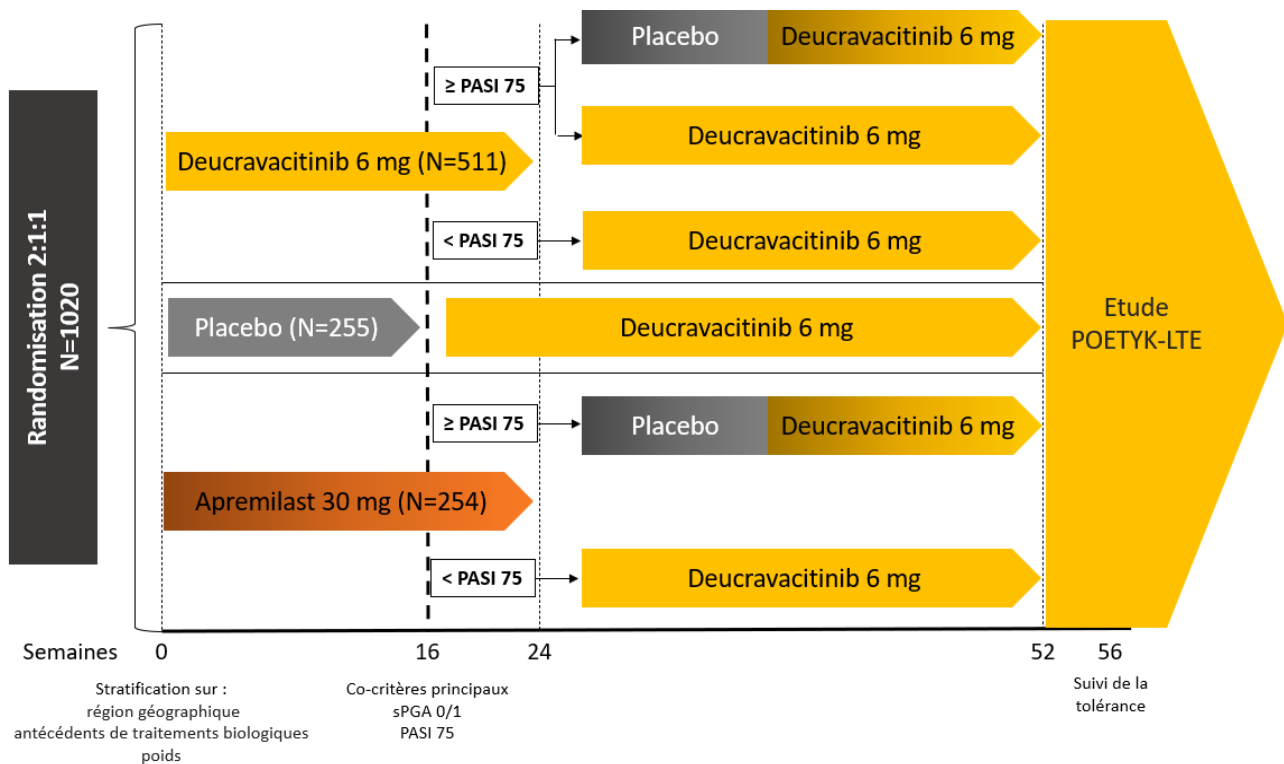 Randomisation 2:1:1
N=1020
Placebo
Deucravacitinib 6 mg
≥ PASI 75
Deucravacitinib 6 mg
Deucravacitinib 6 mg (N=511)
< PASI 75
Deucravacitinib 6 mg
Placebo (N=255)
Deucravacitinib 6 mg
≥ PASI 75
Placebo
Deucravacitinib 6 mg
Apremilast 30 mg (N=254)
< PASI 75
Deucravacitinib 6 mg
Etude
POETYK-LTE
Semaines 0 16 24 52 56
Stratification sur :
région géographique
antécédents de traitements biologiques
poids
Co-critères principaux
sPGA 0/1
PASI 75
Suivi de la
tolérance